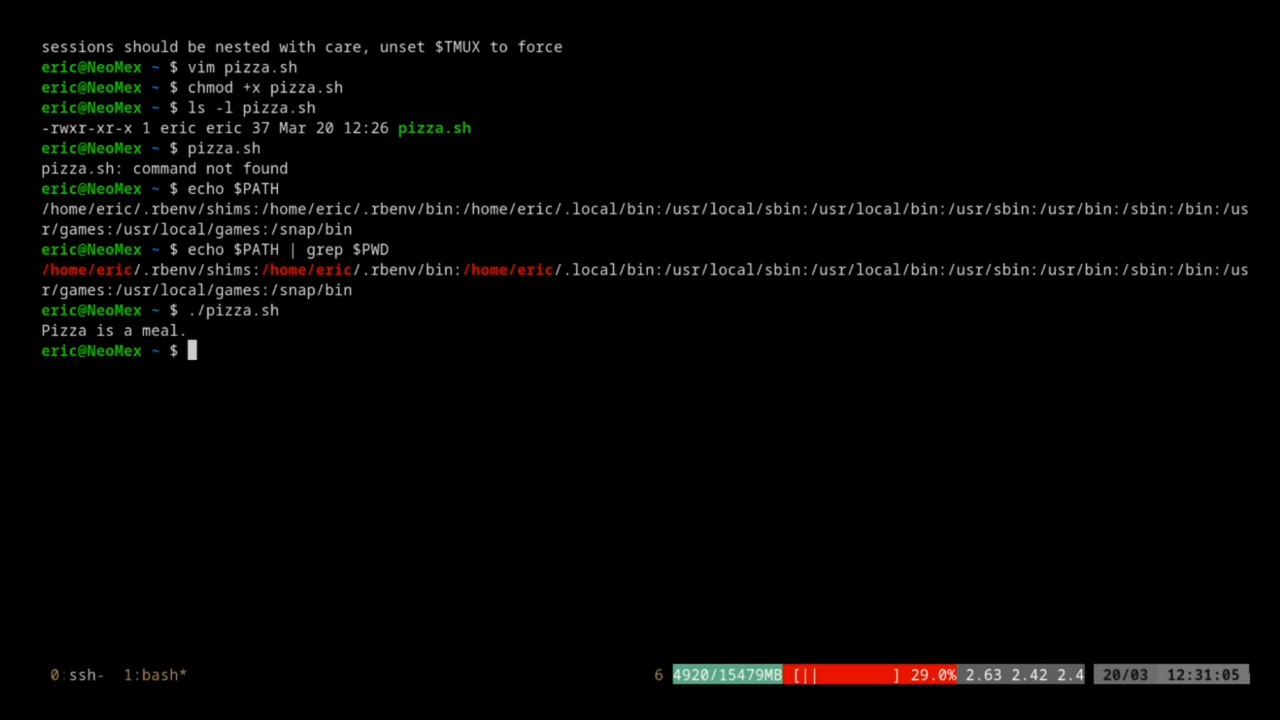 sessions should be nested with care, unset $TMUX to force
eric@NeoMex ~ $ vim pizza.sh
eric@NeoMex ~ $ chmod +x pizza.sh
eric@NeoMex ~ $ ls -l pizza.sh
-rwxr-xr-x 1 eric eric 37 Mar 20 12:26 pizza.sh
eric@NeoMex ~ $ pizza.sh
pizza.sh: command not found
eric@NeoMex ~ $ echo $PATH
/home/eric/.rbenv/shims:/home/eric/.rbenv/bin:/home/eric/.local/bin:/usr/local/sbin:/usr/local/bin:/usr/sbin:/usr/bin:/sbin:/bin:/us
r/games:/usr/local/games:/snap/bin
eric@NeoMex ~ $ echo $PATH | grep $PWD
/home/eric/.rbenv/shims:/home/eric/.rbenv/bin:/home/eric/.local/bin:/usr/local/sbin:/usr/local/bin:/usr/sbin:/usr/bin:/sbin:/bin:/us
r/games:/usr/local/games:/snap/bin
eric@NeoMex ~ $ ./pizza.sh
Pizza is a meal.
eric@NeoMex ~ $
0:ssh- 1:bash* 6 4920/15479MB [|| ] 29.0% 2.63 2.42 2.4 20/03 12:31:05